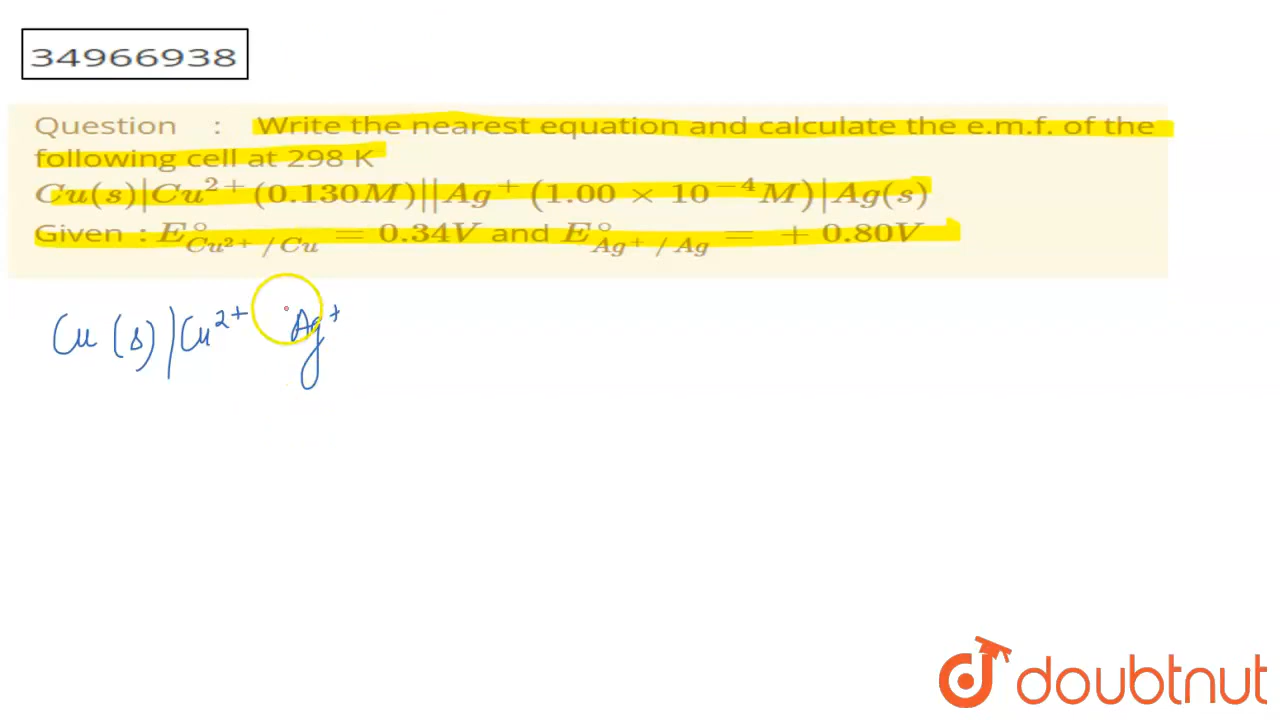 34966938
Question : Write the nearest equation and calculate the e.m.f. of the
following cell at 298 K
Cu(s)|Cu²⁺(0.130M)||Ag⁺(1.00 × 10⁻⁴M)|Ag(s)
Given : E°Cu²⁺/Cu = 0.34V and E°Ag⁺/Ag = + 0.80V
Cu (s)|Cu²⁺ Ag⁺
doubtnut